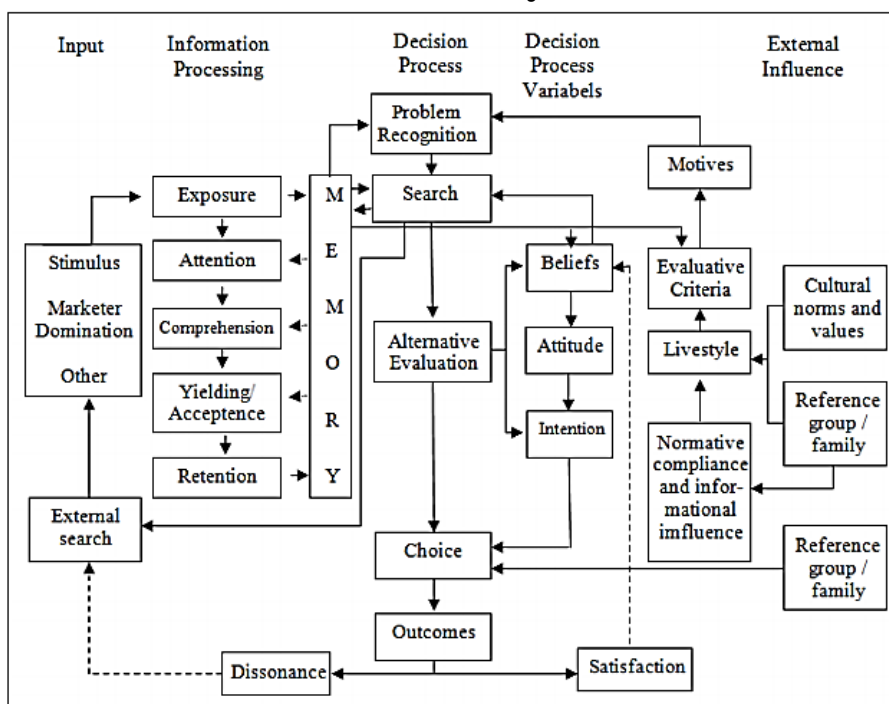 Input
Information
Processing
Decision
Process
Decision
Process
Variabels
External
Influence
Problem
Recognition
Motives
Exposure
M
E
M
O
R
Y
Search
Stimulus
Marketer
Domination
Other
Attention
Beliefs
Evaluative
Criteria
Cultural
norms and
values
Comprehension
Alternative
Evaluation
Attitude
Livestyle
Yielding/
Acceptence
Intention
Reference
group /
family
Retention
Normative
compliance
and infor-
mational
imfluence
External
search
Choice
Reference
group /
family
Outcomes
Dissonance
Satisfaction